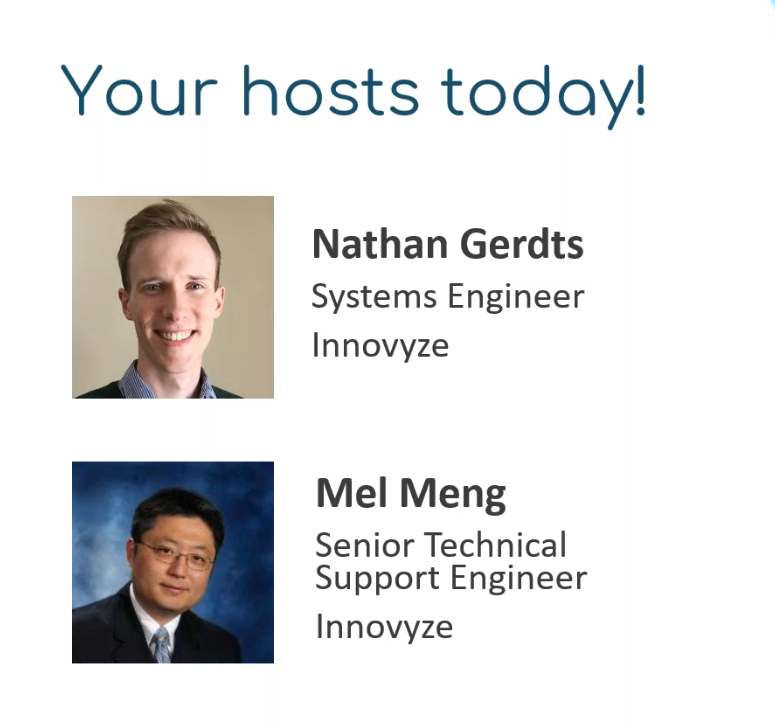 Your hosts today!
Nathan Gerdts
Systems Engineer
Innovyze
Mel Meng
Senior Technical
Support Engineer
Innovyze